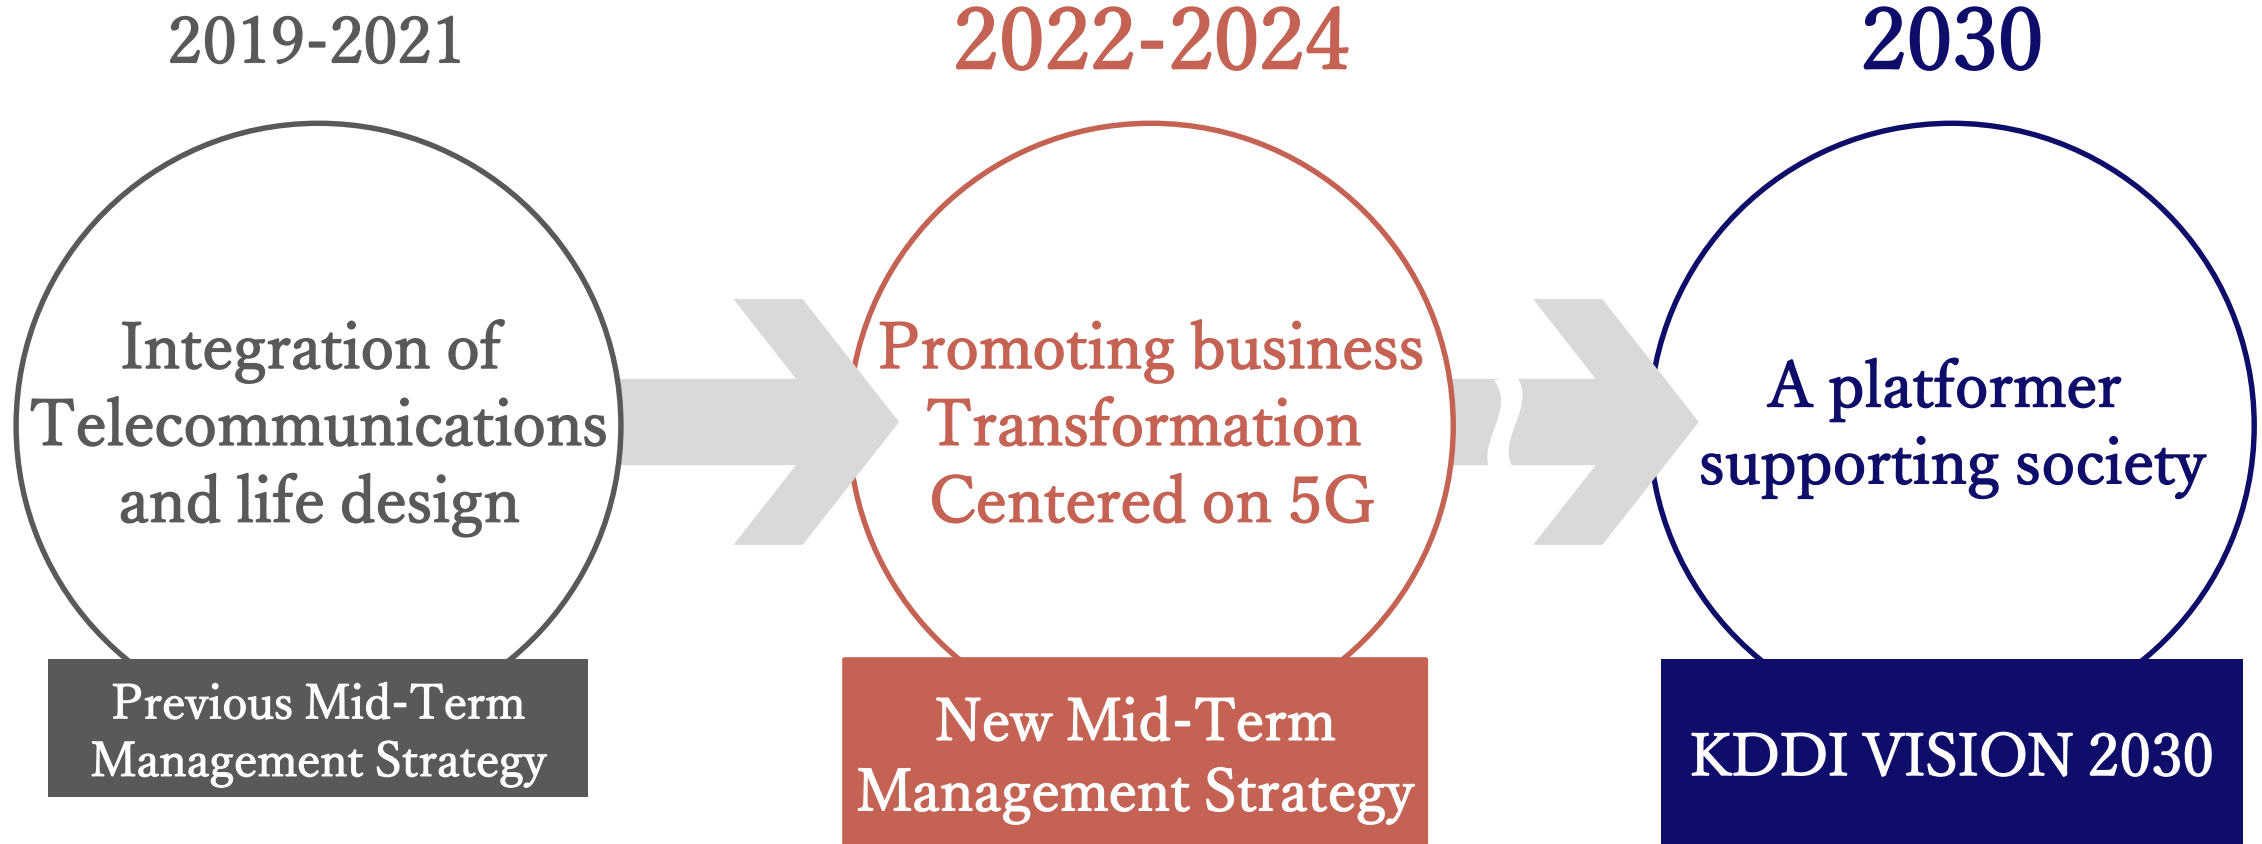 2019-2021
Integration of
Telecommunications
and life design
Previous Mid-Term
Management Strategy
2022-2024
Promoting business
Transformation
Centered on 5G
New Mid-Term
Management Strategy
2030
A platformer
supporting society
KDDI VISION 2030